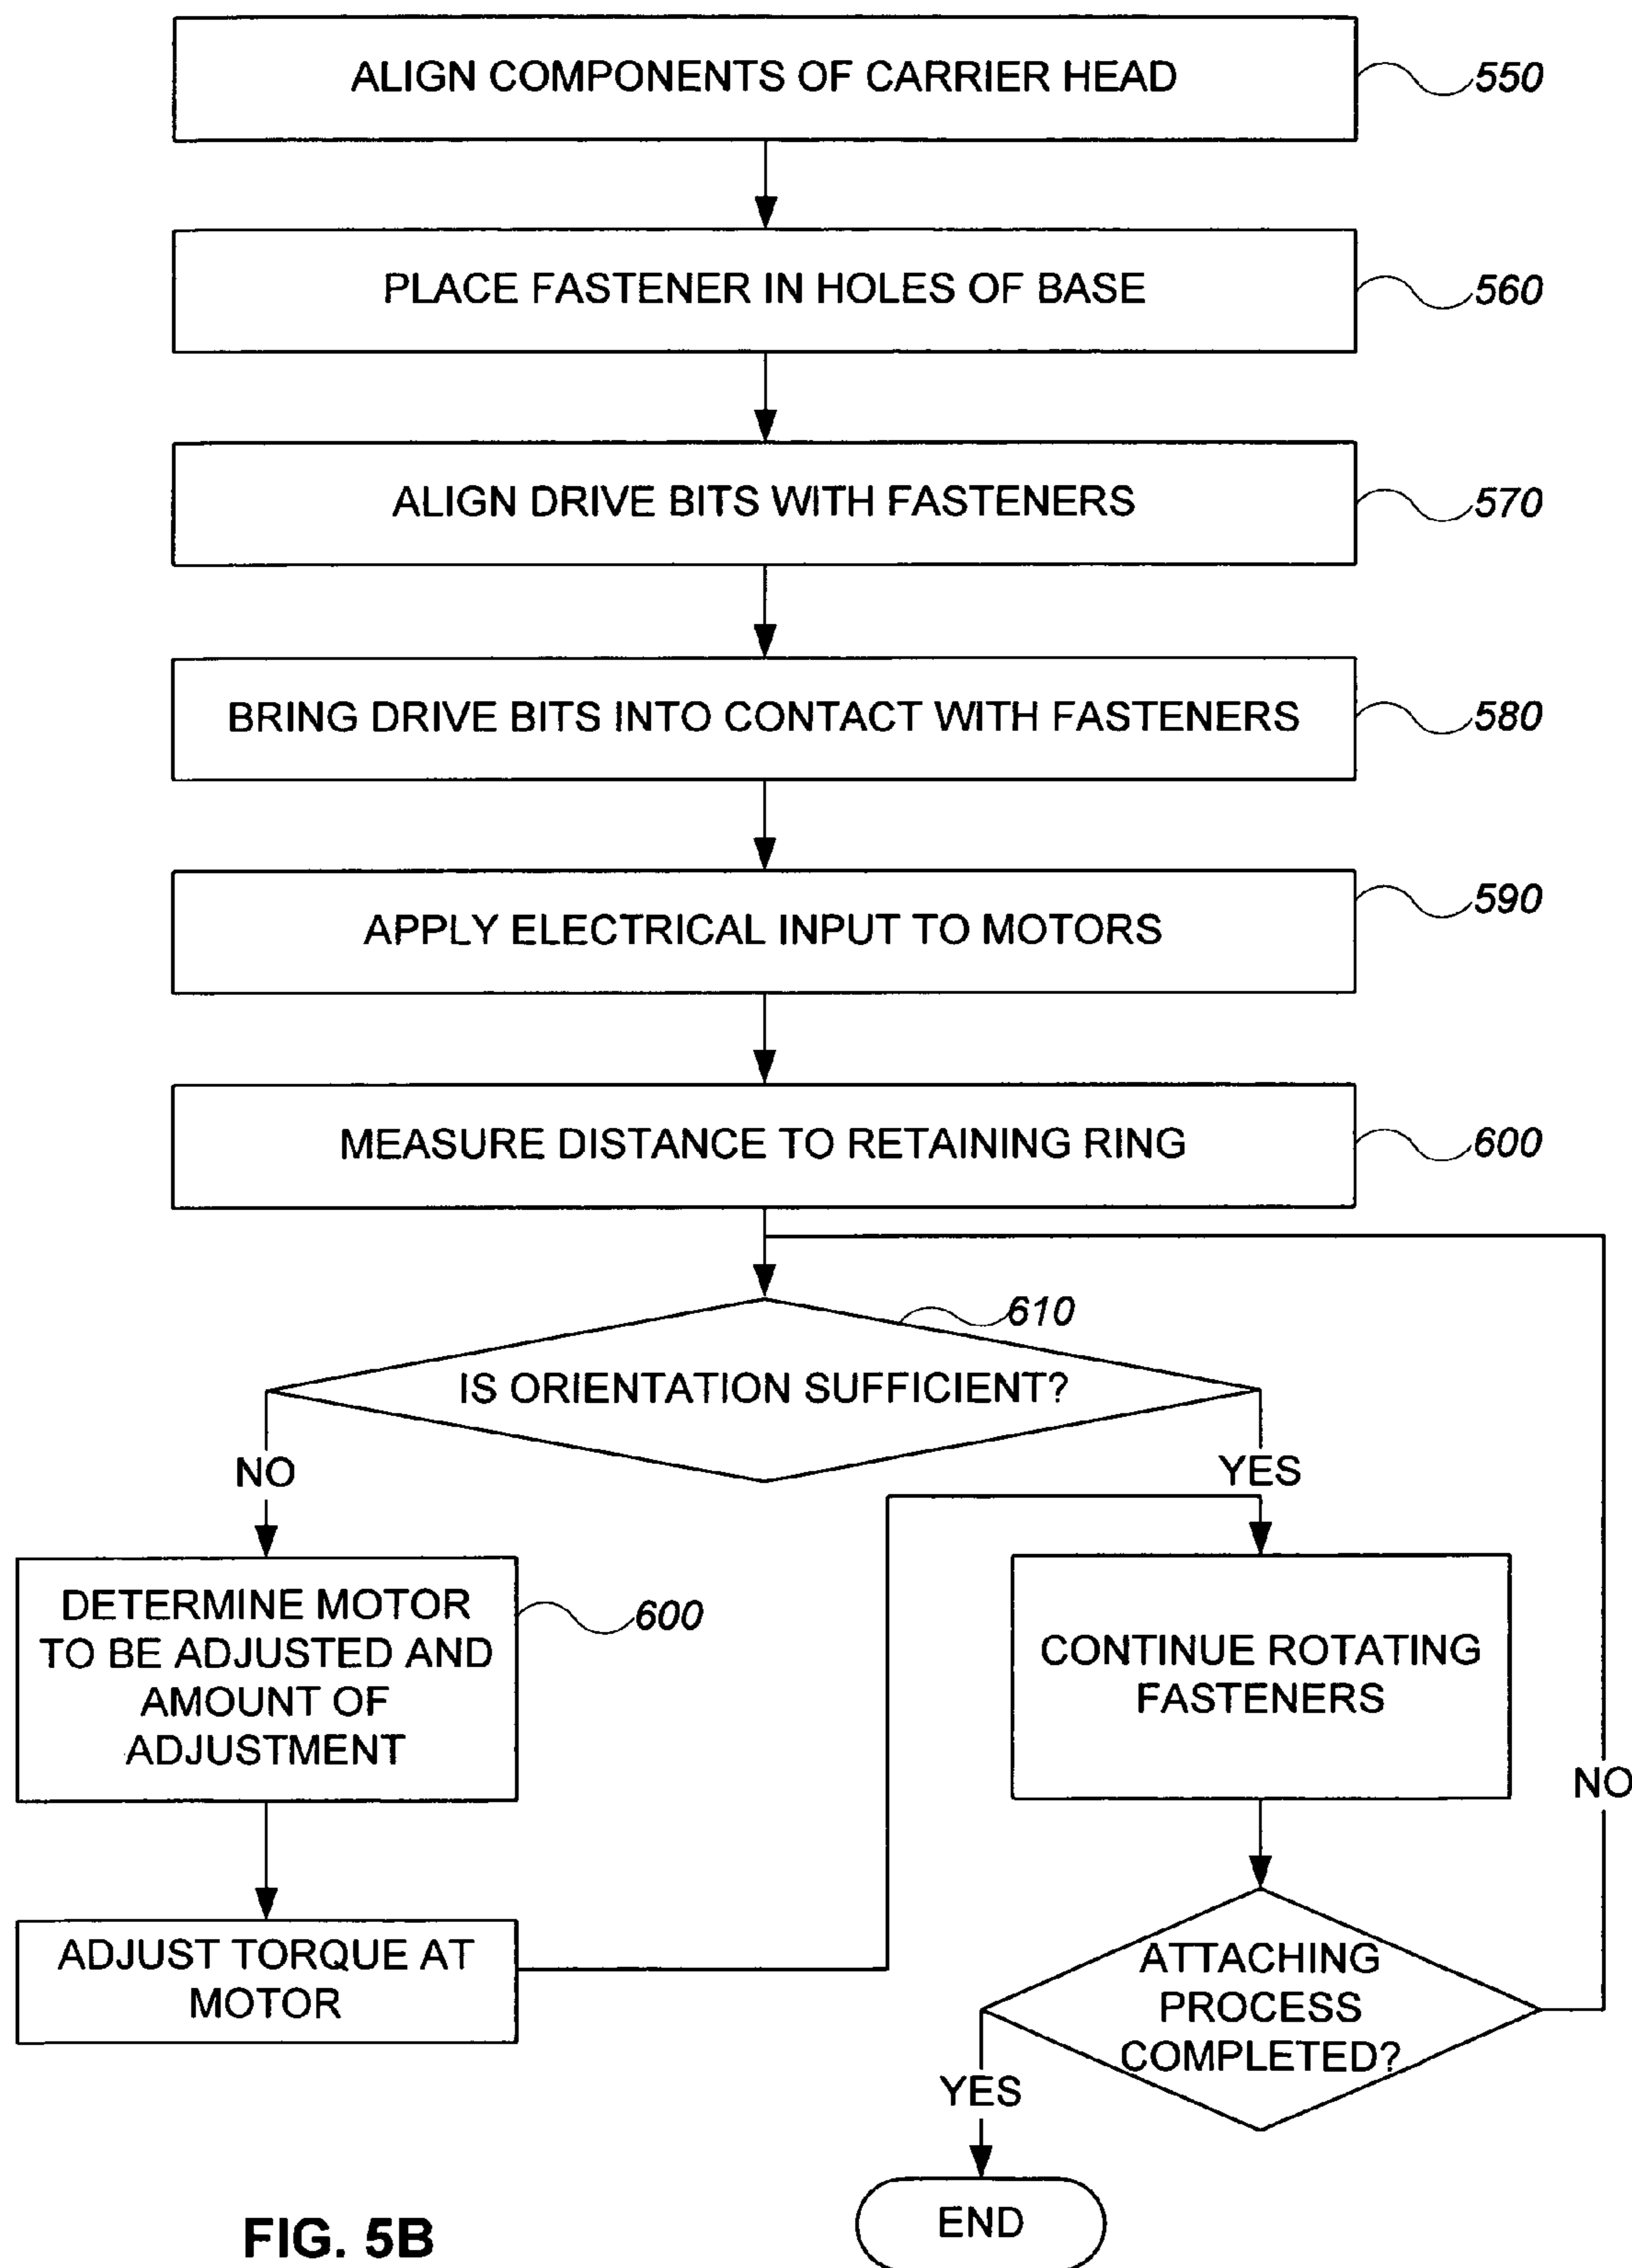 ALIGN COMPONENTS OF CARRIER HEAD
550
PLACE FASTENER IN HOLES OF BASE
560
ALIGN DRIVE BITS WITH FASTENERS
570
BRING DRIVE BITS INTO CONTACT WITH FASTENERS
580
APPLY ELECTRICAL INPUT TO MOTORS
590
MEASURE DISTANCE TO RETAINING RING
600
610
IS ORIENTATION SUFFICIENT?
NO
YES
DETERMINE MOTOR
TO BE ADJUSTED AND
AMOUNT OF
ADJUSTMENT
600
CONTINUE ROTATING
FASTENERS
NO
ADJUST TORQUE AT
MOTOR
ATTACHING
PROCESS
COMPLETED?
YES
END
FIG. 5B